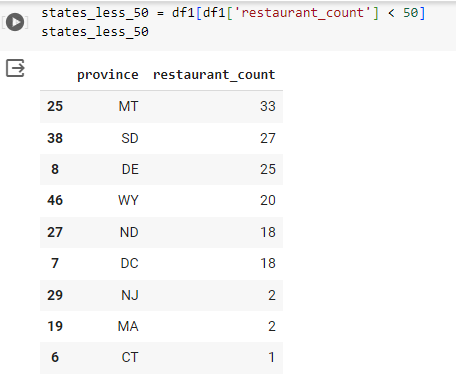 states_less_50 = df1[df1['restaurant_count'] < 50]
states_less_50
province restaurant_count
25 MT 33
38 SD 27
8 DE 25
46 WY 20
27 ND 18
7 DC 18
29 NJ 2
19 MA 2
6 CT 1